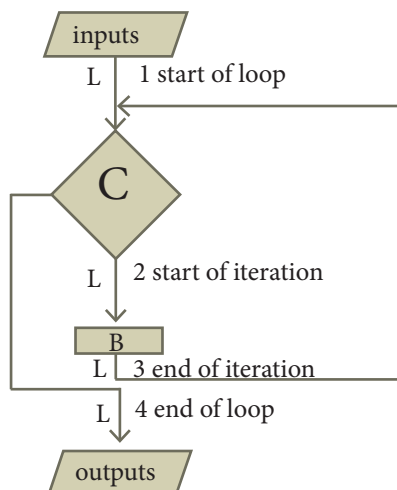 inputs
L 1 start of loop
C
L 2 start of iteration
B
L 3 end of iteration
L 4 end of loop
outputs